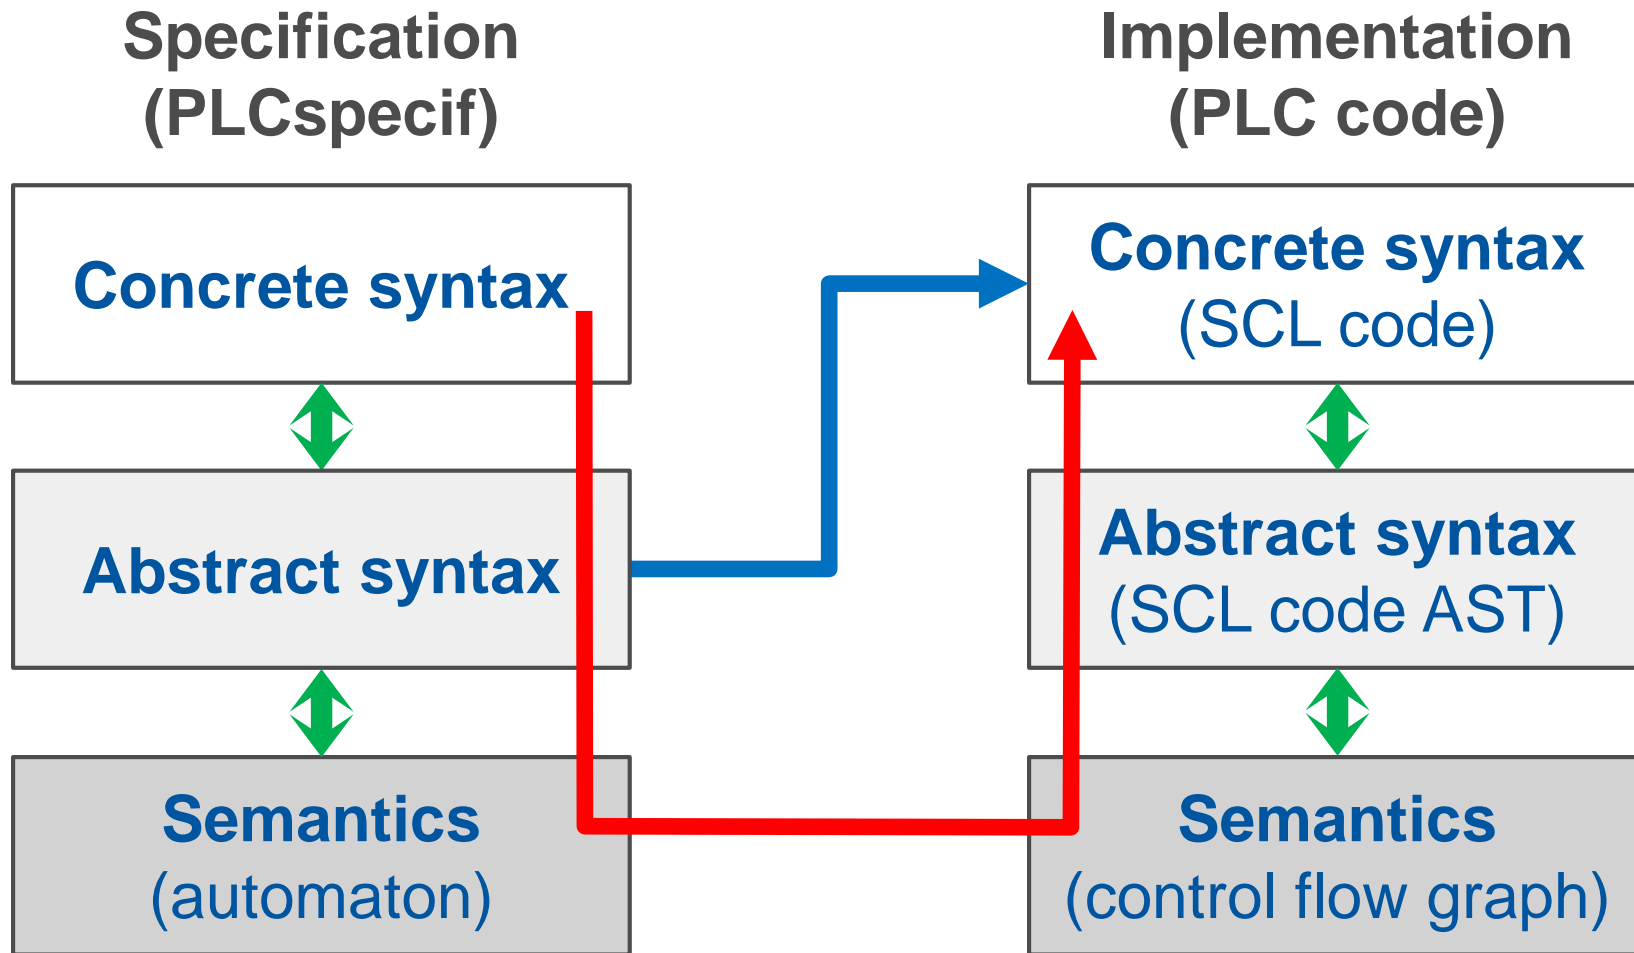 Specification
(PLCspecif)
Concrete syntax
Abstract syntax
Semantics
(automaton)
Implementation
(PLC code)
Concrete syntax
(SCL code)
Abstract syntax
(SCL code AST)
Semantics
(control flow graph)